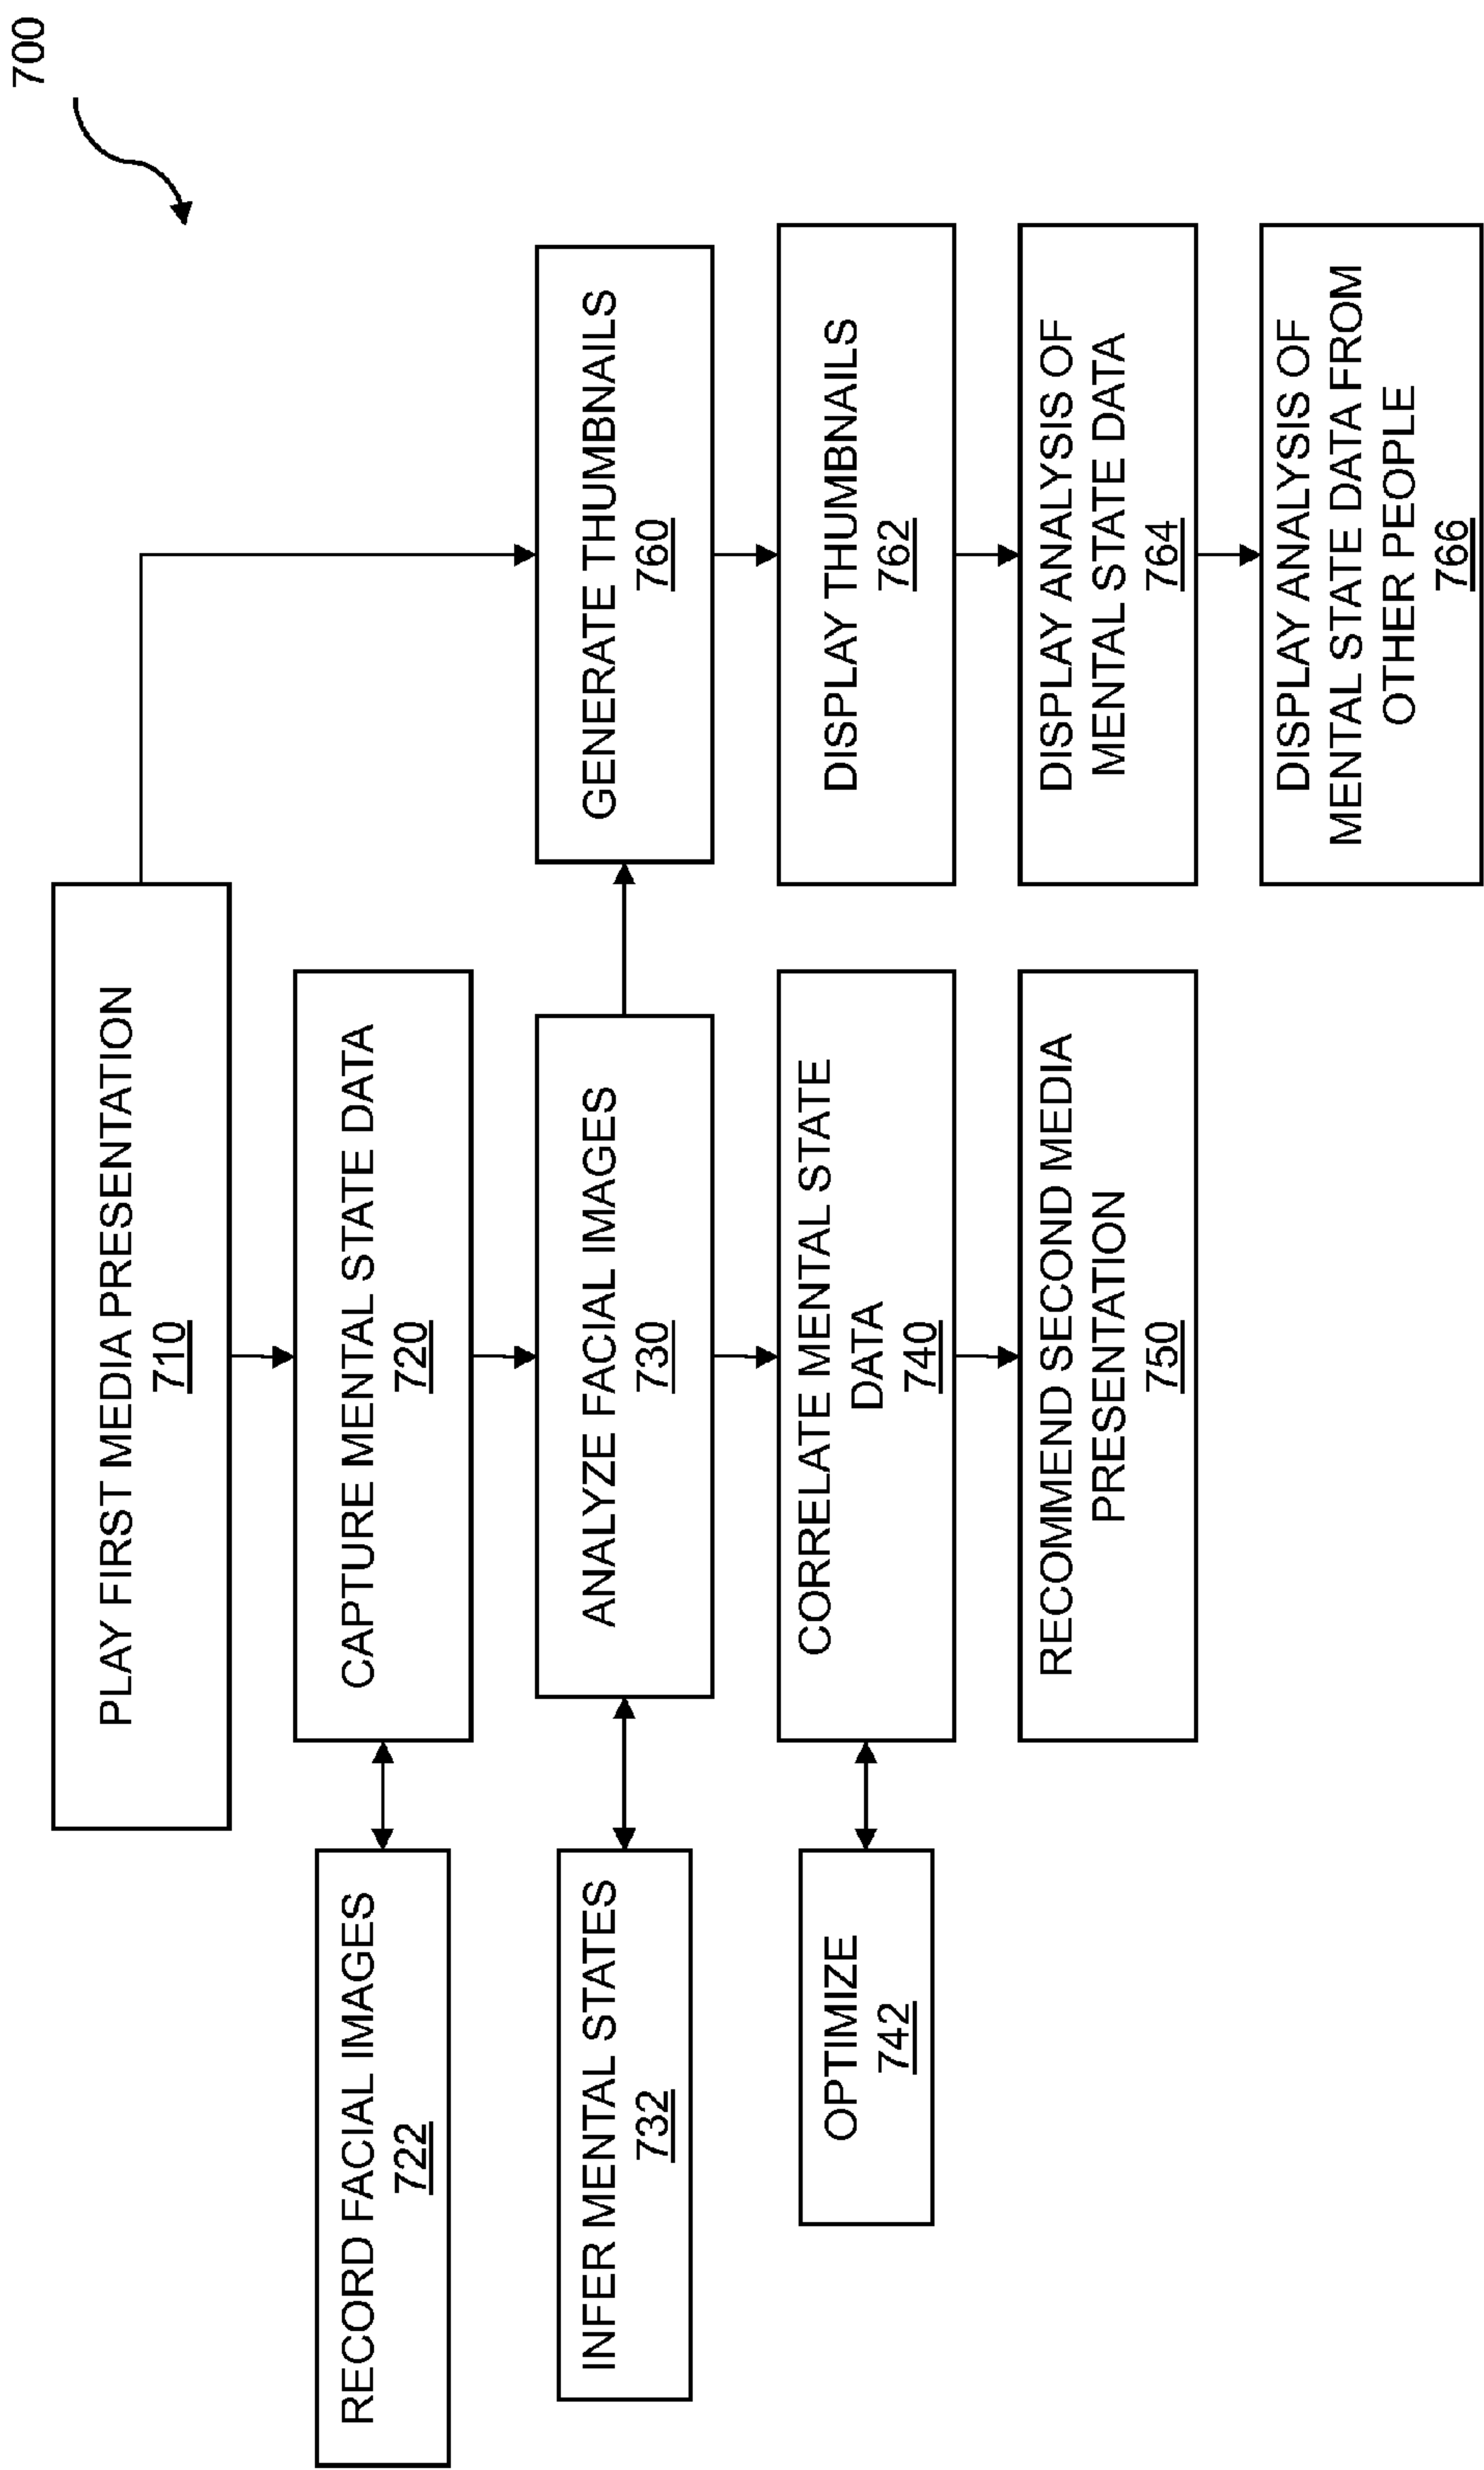 700
PLAY FIRST MEDIA PRESENTATION
710
RECORD FACIAL IMAGES
722
CAPTURE MENTAL STATE DATA
720
INFER MENTAL STATES
732
ANALYZE FACIAL IMAGES
730
GENERATE THUMBNAILS
760
OPTIMIZE
742
CORRELATE MENTAL STATE
DATA
740
DISPLAY THUMBNAILS
762
RECOMMEND SECOND MEDIA
PRESENTATION
750
DISPLAY ANALYSIS OF
MENTAL STATE DATA
764
DISPLAY ANALYSIS OF
MENTAL STATE DATA FROM
OTHER PEOPLE
766